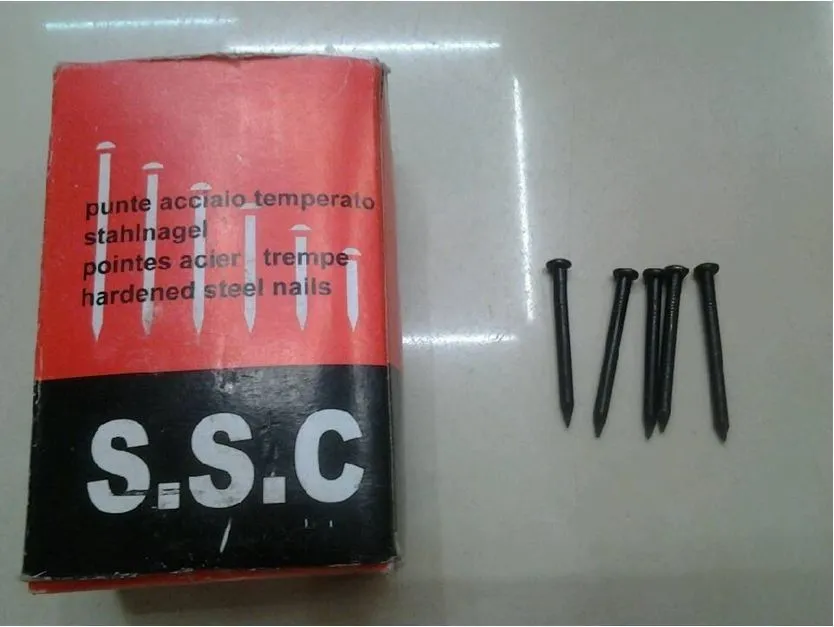 punte acciaio temperato
stahlnagel
pointes acier trempe
hardened steel nails
S.S.C